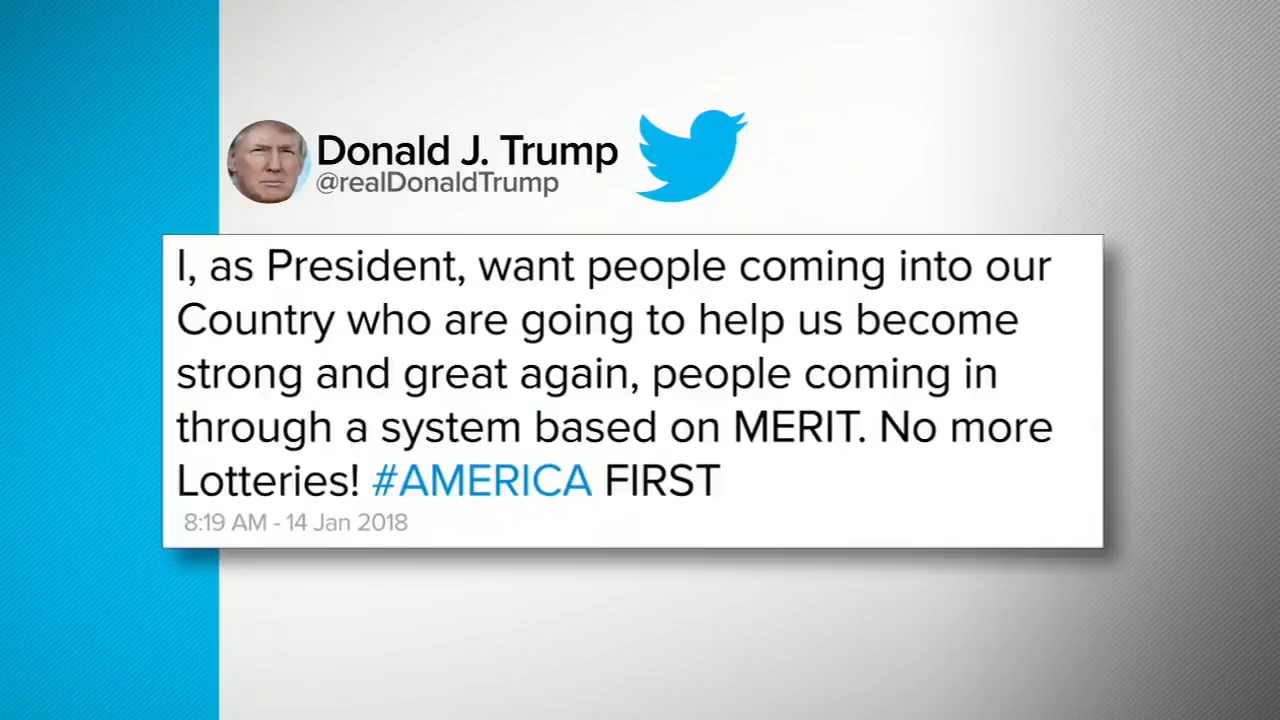 Donald J. Trump
@realDonaldTrump
I, as President, want people coming into our
Country who are going to help us become
strong and great again, people coming in
through a system based on MERIT. No more
Lotteries! #AMERICA FIRST
8:19 AM - 14 Jan 2018